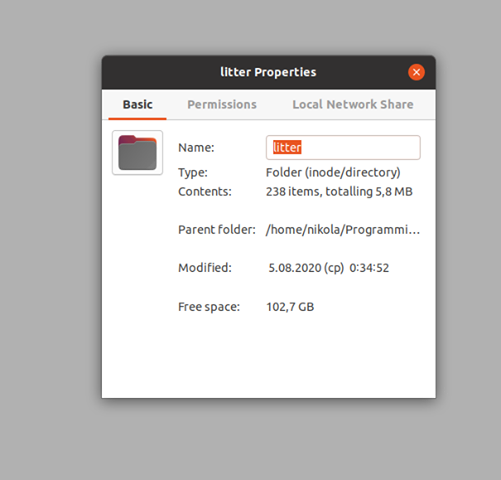 litter Properties
Basic Permissions Local Network Share
Name: litter
Type: Folder (inode/directory)
Contents: 238 items, totalling 5,8 MB
Parent folder: /home/nikola/Programmi…
Modified: 5.08.2020 (ср) 0:34:52
Free space: 102,7 GB